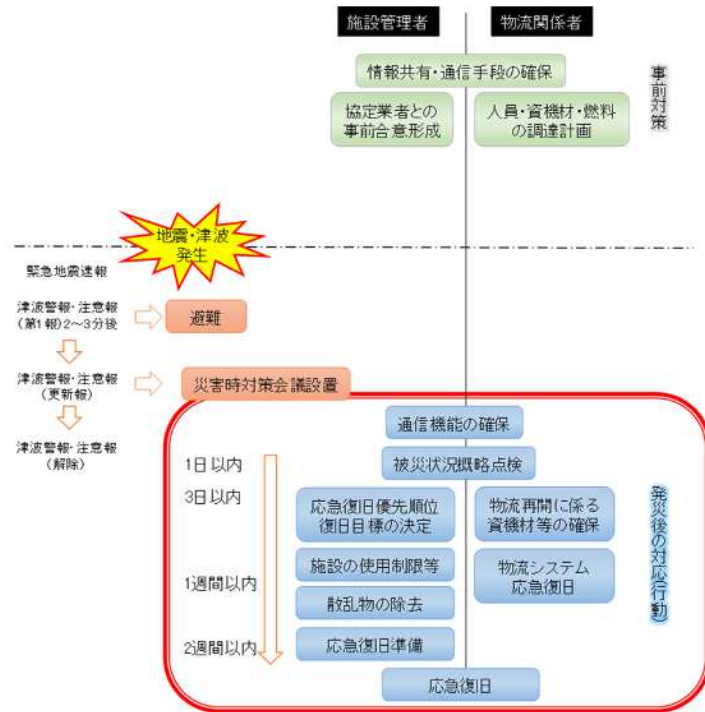 施設管理者
物流関係者
情報共有・通信手段の確保
協定業者との
事前合意形成
人員・資機材・燃料
の調達計画
事前対策
地震・津波
発生
緊急地震速報
津波警報・注意報
(第1報)2～3分後
避難
津波警報・注意報
(更新報)
災害時対策会議設置
津波警報・注意報
(解除)
通信機能の確保
1日以内
被災状況概略点検
3日以内
応急復旧優先順位
復旧目標の決定
物流再開に係る
資機材等の確保
施設の使用制限等
物流システム
応急復旧
1週間以内
散乱物の除去
2週間以内
応急復旧準備
応急復旧
発災後の対応(行動)